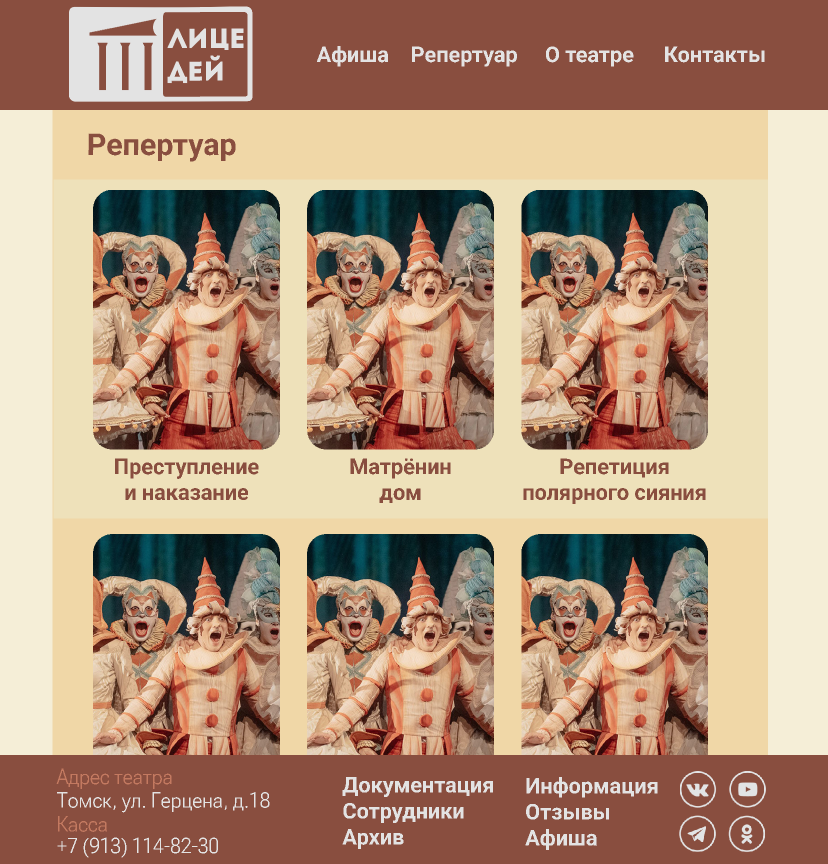 ЛИЦЕ
ДЕЙ
Афиша Репертуар О театре Контакты
Репертуар
Преступление
и наказание
Матрёнин
дом
Репетиция
полярного сияния
Адрес театра
Томск, ул. Герцена, д.18
Касса
+7 (913) 114-82-30
Документация
Сотрудники
Архив
Информация
Отзывы
Афиша